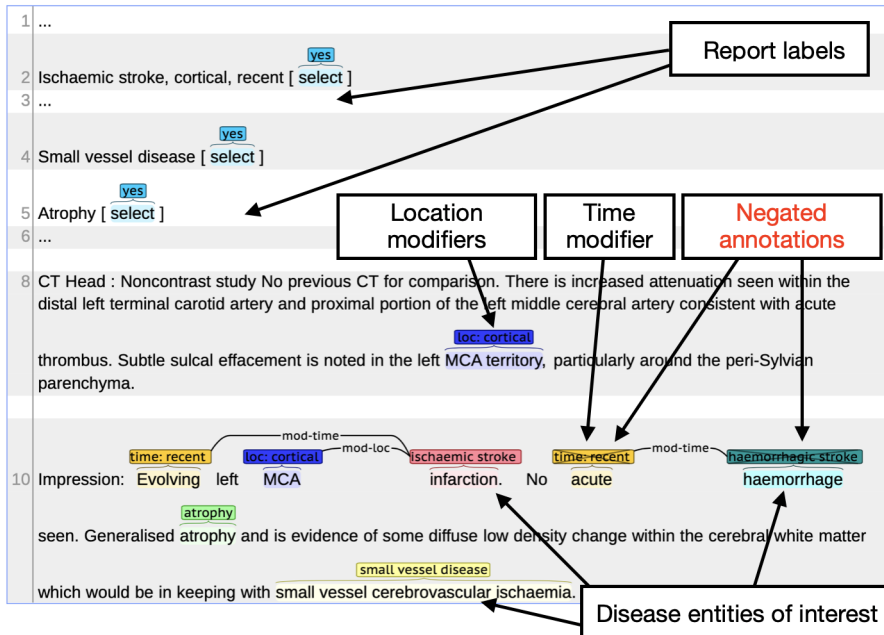 1 ...
Report labels
yes
2 Ischaemic stroke, cortical, recent [ select ]
3 ...
yes
4 Small vessel disease [ select ]
yes
5 Atrophy [ select ]
Location modifiers
Time modifier
Negated annotations
6 ...
8 CT Head : Noncontrast study No previous CT for comparison. There is increased attenuation seen within the
distal left terminal carotid artery and proximal portion of the left middle cerebral artery consistent with acute
loc: cortical
thrombus. Subtle sulcal effacement is noted in the left MCA territory, particularly around the peri-Sylvian
parenchyma.
mod-time
mod-loc
mod-time
time: recent loc: cortical ischaemic stroke time: recent haemorrhagic stroke
10 Impression: Evolving left MCA infarction. No acute haemorrhage
atrophy
seen. Generalised atrophy and is evidence of some diffuse low density change within the cerebral white matter
small vessel disease
which would be in keeping with small vessel cerebrovascular ischaemia.
Disease entities of interest